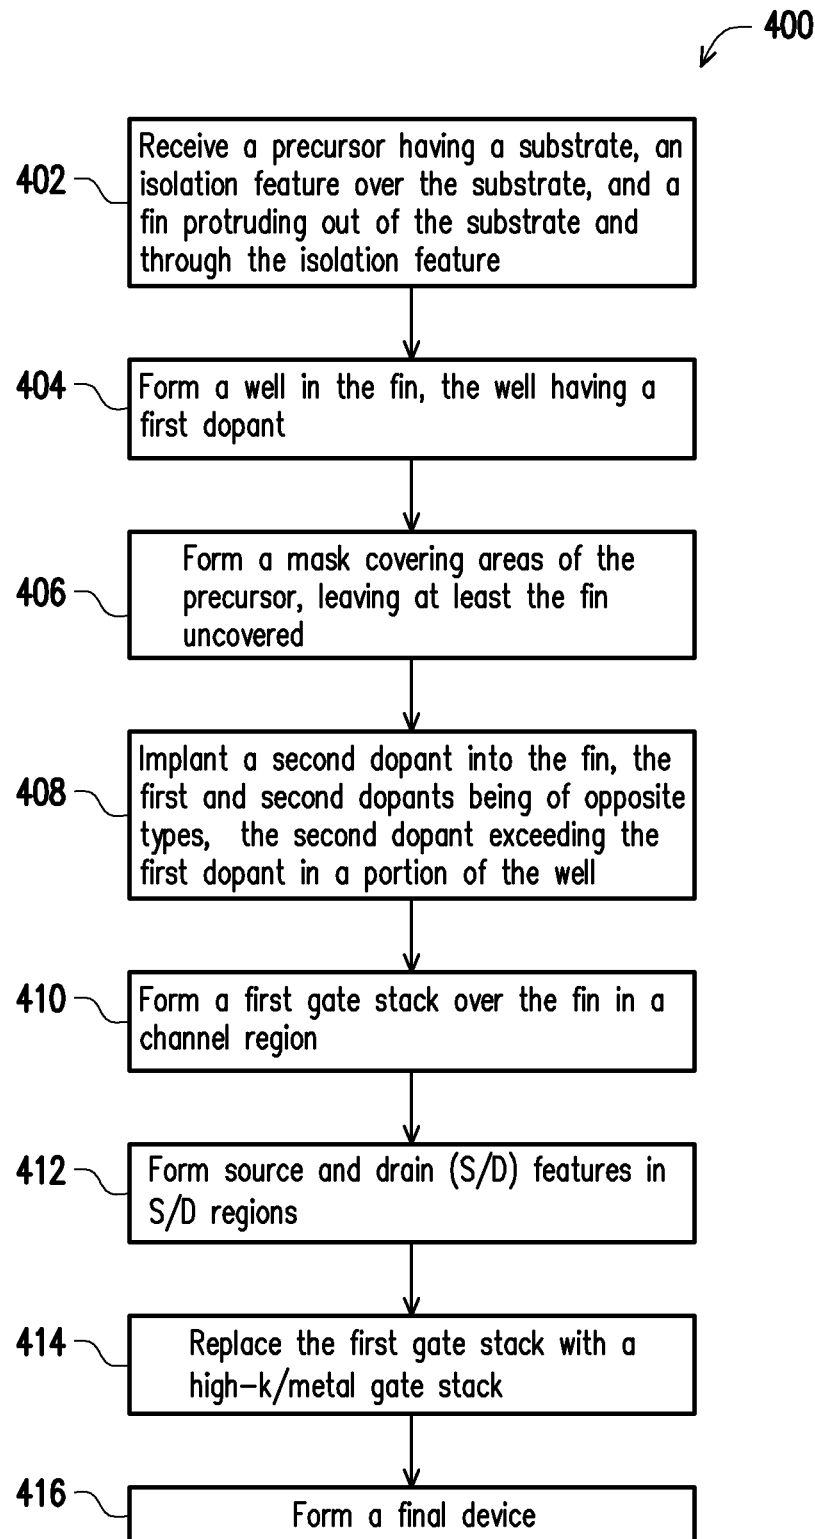 400
402
Receive a precursor having a substrate, an
isolation feature over the substrate, and a
fin protruding out of the substrate and
through the isolation feature
404
Form a well in the fin, the well having a
first dopant
406
Form a mask covering areas of the
precursor, leaving at least the fin
uncovered
408
Implant a second dopant into the fin, the
first and second dopants being of opposite
types, the second dopant exceeding the
first dopant in a portion of the well
410
Form a first gate stack over the fin in a
channel region
412
Form source and drain (S/D) features in
S/D regions
414
Replace the first gate stack with a
high-k/metal gate stack
416
Form a final device